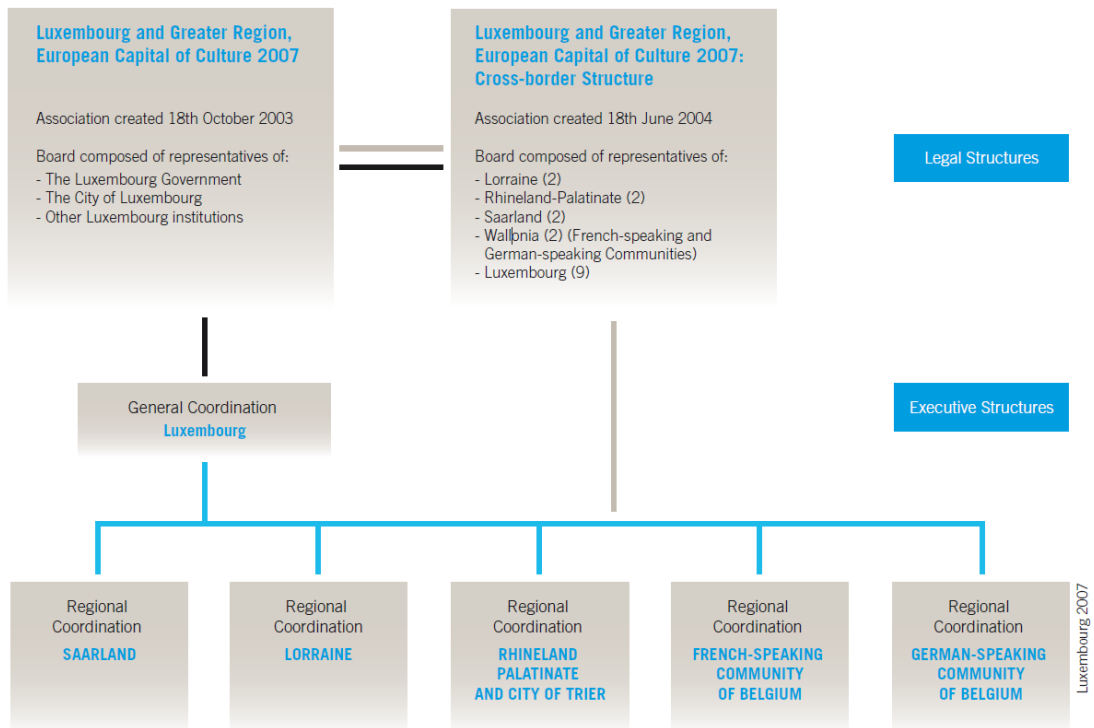 Luxembourg and Greater Region,
European Capital of Culture 2007
Association created 18th October 2003
Board composed of representatives of:
- The Luxembourg Government
- The City of Luxembourg
- Other Luxembourg institutions
Luxembourg and Greater Region,
European Capital of Culture 2007:
Cross-border Structure
Association created 18th June 2004
Board composed of representatives of:
- Lorraine (2)
- Rhineland-Palatinate (2)
- Saarland (2)
- Wallonia (2) (French-speaking and
German-speaking Communities)
- Luxembourg (9)
Legal Structures
General Coordination
Luxembourg
Executive Structures
Regional
Coordination
SAARLAND
Regional
Coordination
LORRAINE
Regional
Coordination
RHINELAND
PALATINATE
AND CITY OF TRIER
Regional
Coordination
FRENCH-SPEAKING
COMMUNITY
OF BELGIUM
Regional
Coordination
GERMAN-SPEAKING
COMMUNITY
OF BELGIUM
Luxembourg 2007